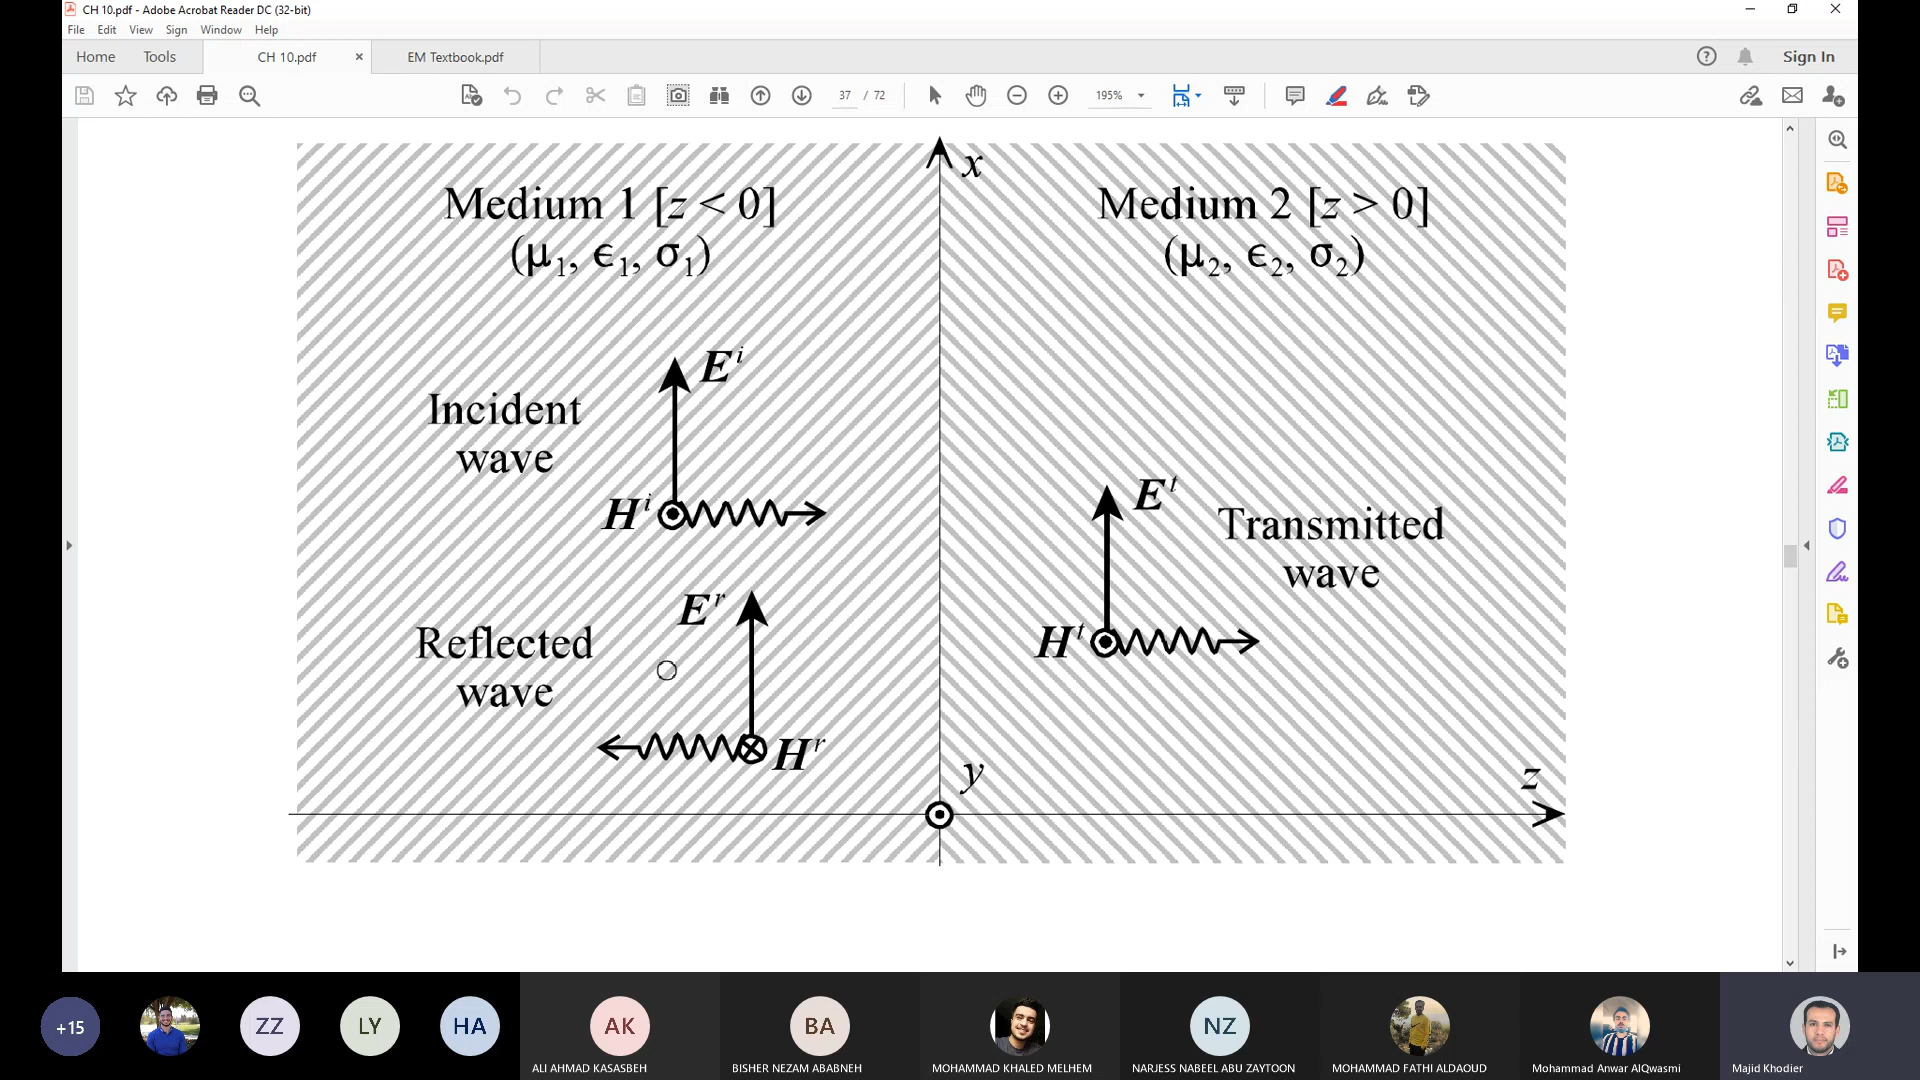 CH 10.pdf - Adobe Acrobat Reader DC (32-bit)
File Edit View Sign Window Help
Home Tools CH 10.pdf × EM Textbook.pdf Sign In
37 / 72 195%
x
Medium 1 [z < 0] Medium 2 [z > 0]
(μ₁, ϵ₁, σ₁) (μ₂, ϵ₂, σ₂)
Eⁱ
Incident
wave
Hⁱ
Eᵗ
Transmitted
wave
Hᵗ
Eʳ
Reflected
wave
Hʳ
y
z
+15 ZZ LY HA AK BA NZ
ALI AHMAD KASASBEH BISHER NEZAM ABABNEH MOHAMMAD KHALED MELHEM NARJESS NABEEL ABU ZAYTOON MOHAMMAD FATHI ALDAOUD Mohammad Anwar AlQwasmi Majid Khodier